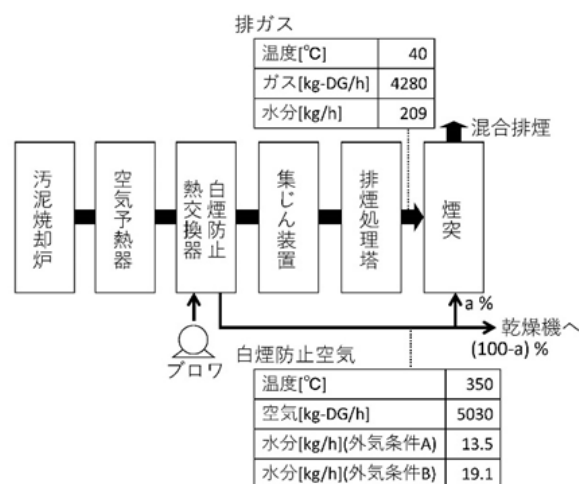 排ガス
温度[℃] 40
ガス[kg-DG/h] 4280
水分[kg/h] 209
混合排煙
汚泥焼却炉
空気予熱器
白煙防止
熱交換器
集じん装置
排煙処理塔
煙突
a %
乾燥機へ
(100-a) %
ブロワ
白煙防止空気
温度[℃] 350
空気[kg-DG/h] 5030
水分[kg/h](外気条件A) 13.5
水分[kg/h](外気条件B) 19.1